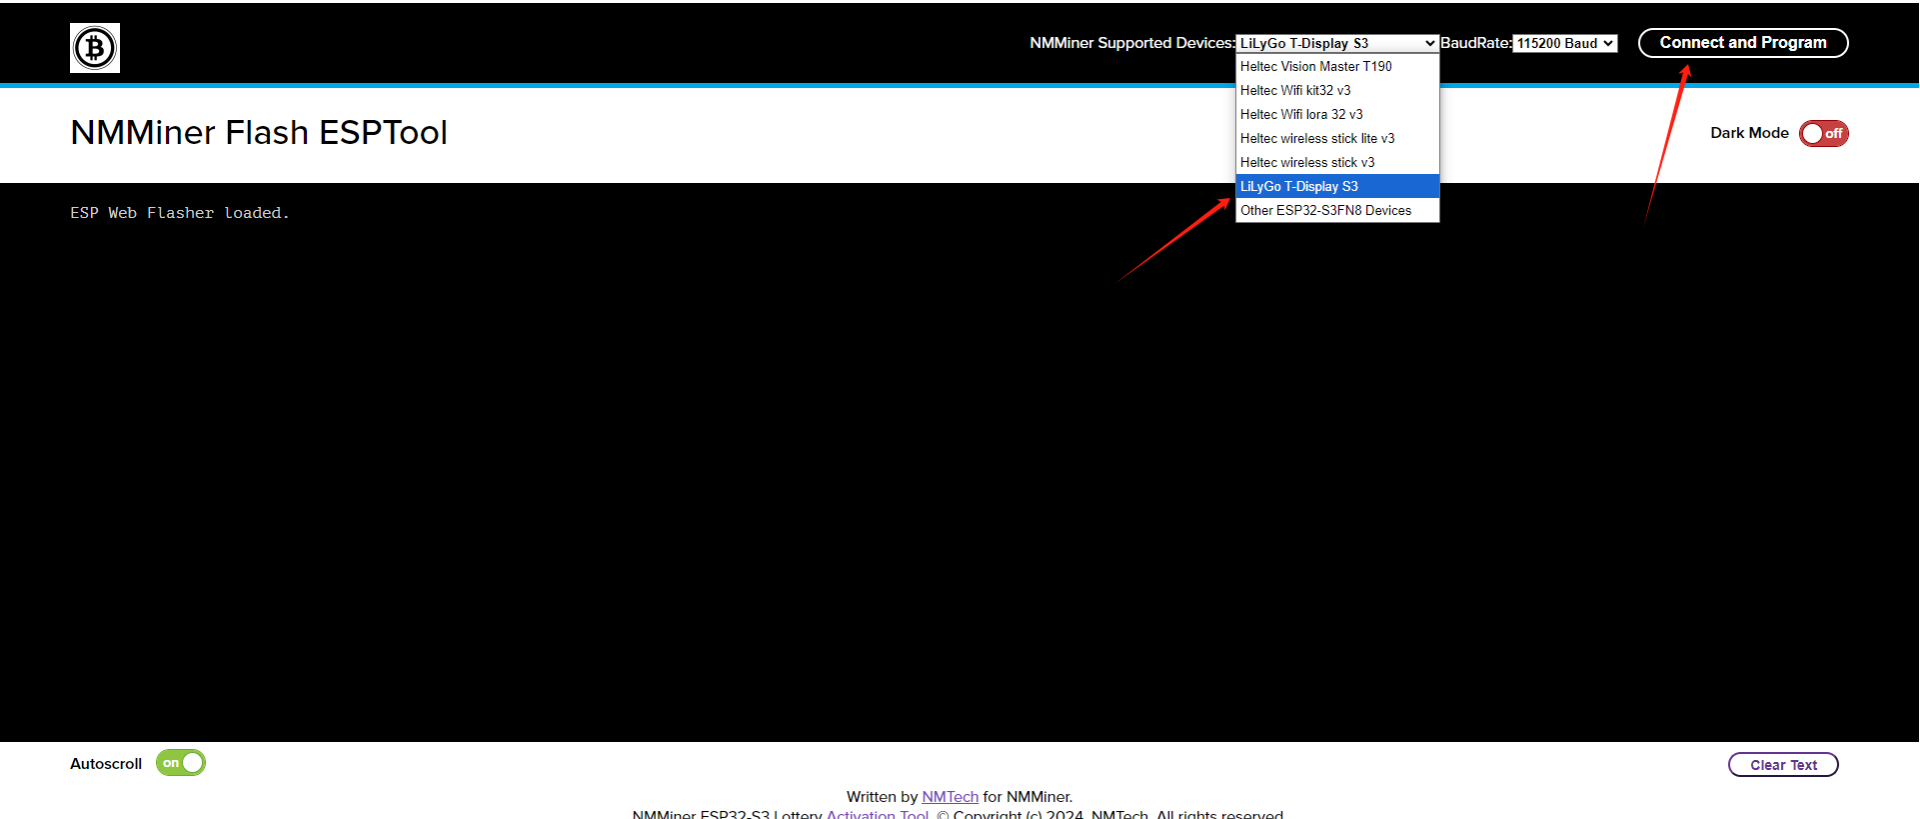 NMMiner Supported Devices: LiLyGo T-Display S3 BaudRate: 115200 Baud Connect and Program
Heltec Vision Master T190
Heltec Wifi kit32 v3
Heltec Wifi lora 32 v3
Heltec wireless stick lite v3
Heltec wireless stick v3
LiLyGo T-Display S3
Other ESP32-S3FN8 Devices
NMMiner Flash ESPTool
Dark Mode off
ESP Web Flasher loaded.
Autoscroll on
Clear Text
Written by NMTech for NMMiner.
NMMiner ESP32-S3 Lottery Activation Tool. © Copyright (c) 2024, NMTech. All rights reserved